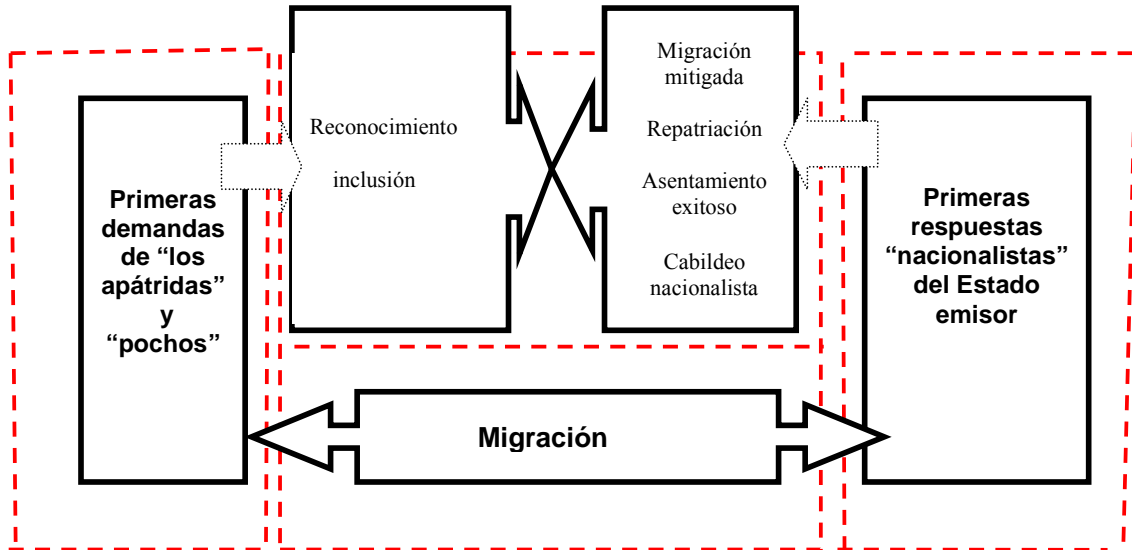 Primeras
demandas
de “los
apátridas”
y
“pochos”
Reconocimiento
inclusión
Migración
mitigada
Repatriación
Asentamiento
exitoso
Cabildeo
nacionalista
Primeras
respuestas
“nacionalistas”
del Estado
emisor
Migración